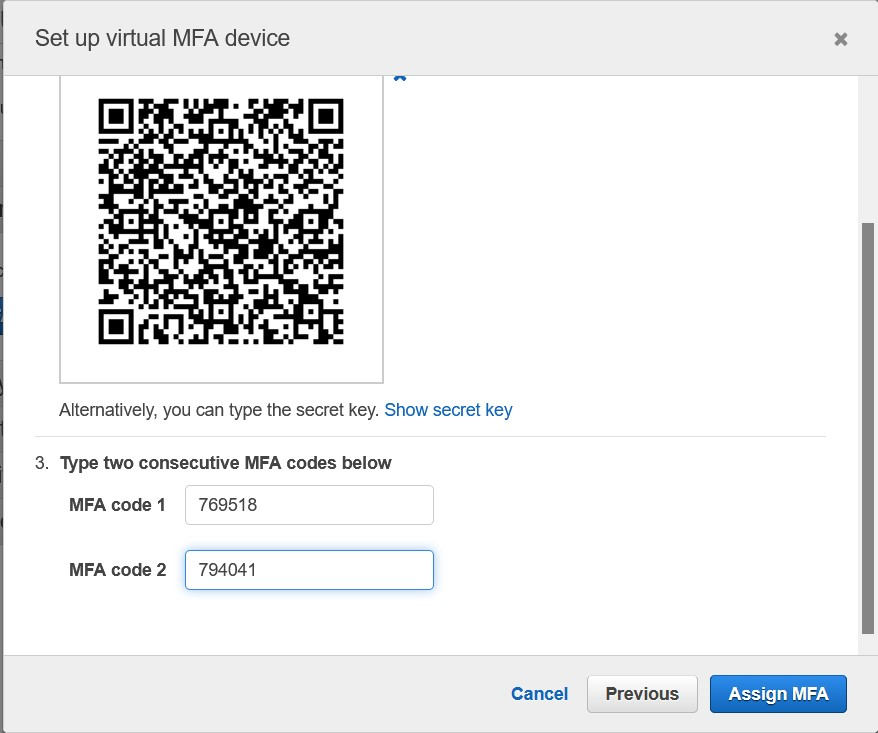 Set up virtual MFA device
Alternatively, you can type the secret key. Show secret key
3. Type two consecutive MFA codes below
MFA code 1 769518
MFA code 2 794041
Cancel Previous Assign MFA